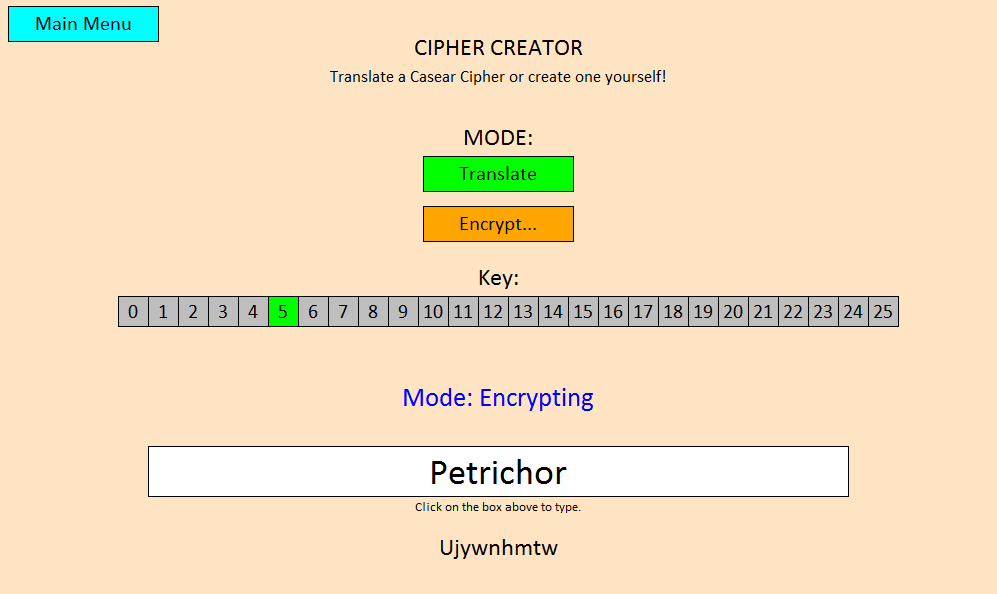 Main Menu
CIPHER CREATOR
Translate a Casear Cipher or create one yourself!
MODE:
Translate
Encrypt...
Key:
0 1 2 3 4 5 6 7 8 9 10 11 12 13 14 15 16 17 18 19 20 21 22 23 24 25
Mode: Encrypting
Petrichor
Click on the box above to type.
Ujywnhmtw